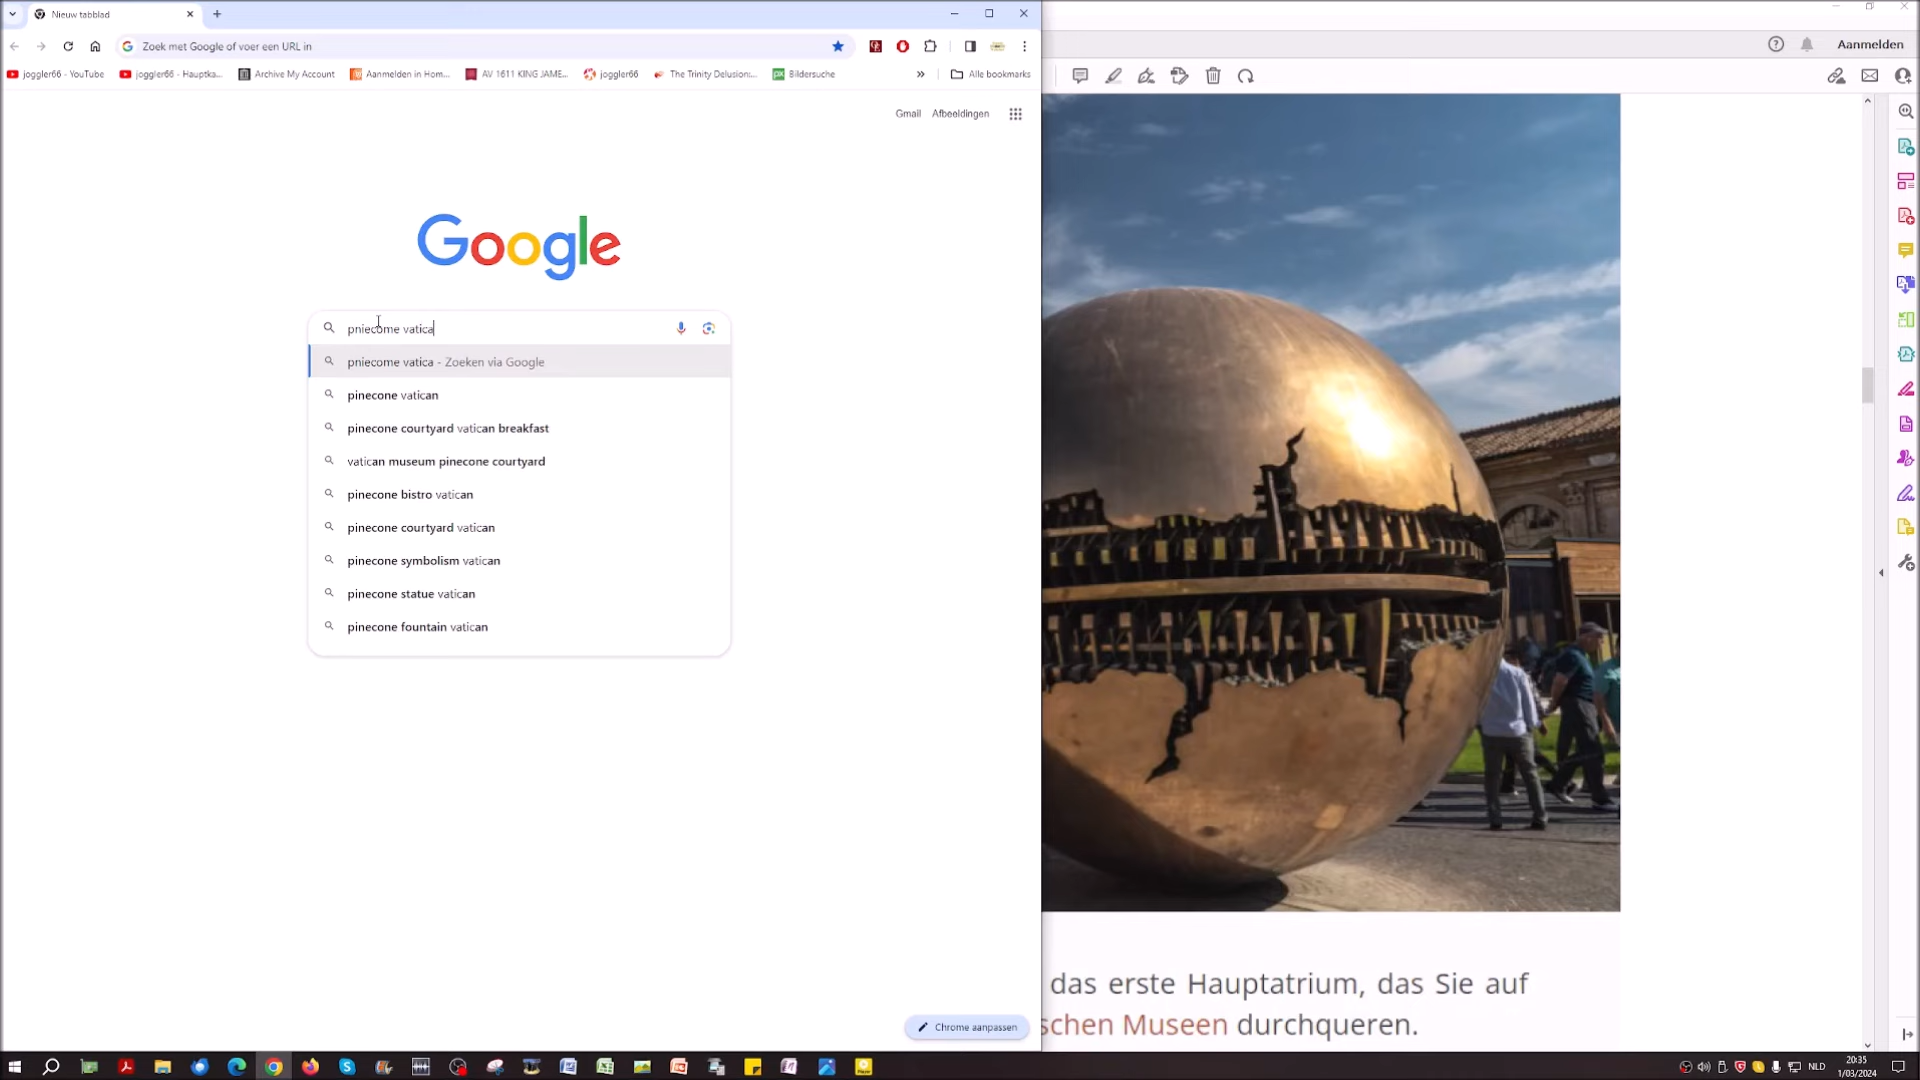 Nieuw tabblad
Zoek met Google of voer een URL in
joggler66 - YouTube
joggler66 - Hauptka...
Archive My Account
Aanmelden in Hom...
AV 1611 KING JAME...
joggler66
The Trinity Delusion:...
Bildersuche
»
Alle bookmarks
Gmail
Afbeeldingen
Aanmelden
Google
pniecome vatica
pniecome vatica - Zoeken via Google
pinecone vatican
pinecone courtyard vatican breakfast
vatican museum pinecone courtyard
pinecone bistro vatican
pinecone courtyard vatican
pinecone symbolism vatican
pinecone statue vatican
pinecone fountain vatican
das erste Hauptatrium, das Sie auf
schen Museen durchqueren.
Chrome aanpassen
NLD
20:35
1/03/2024